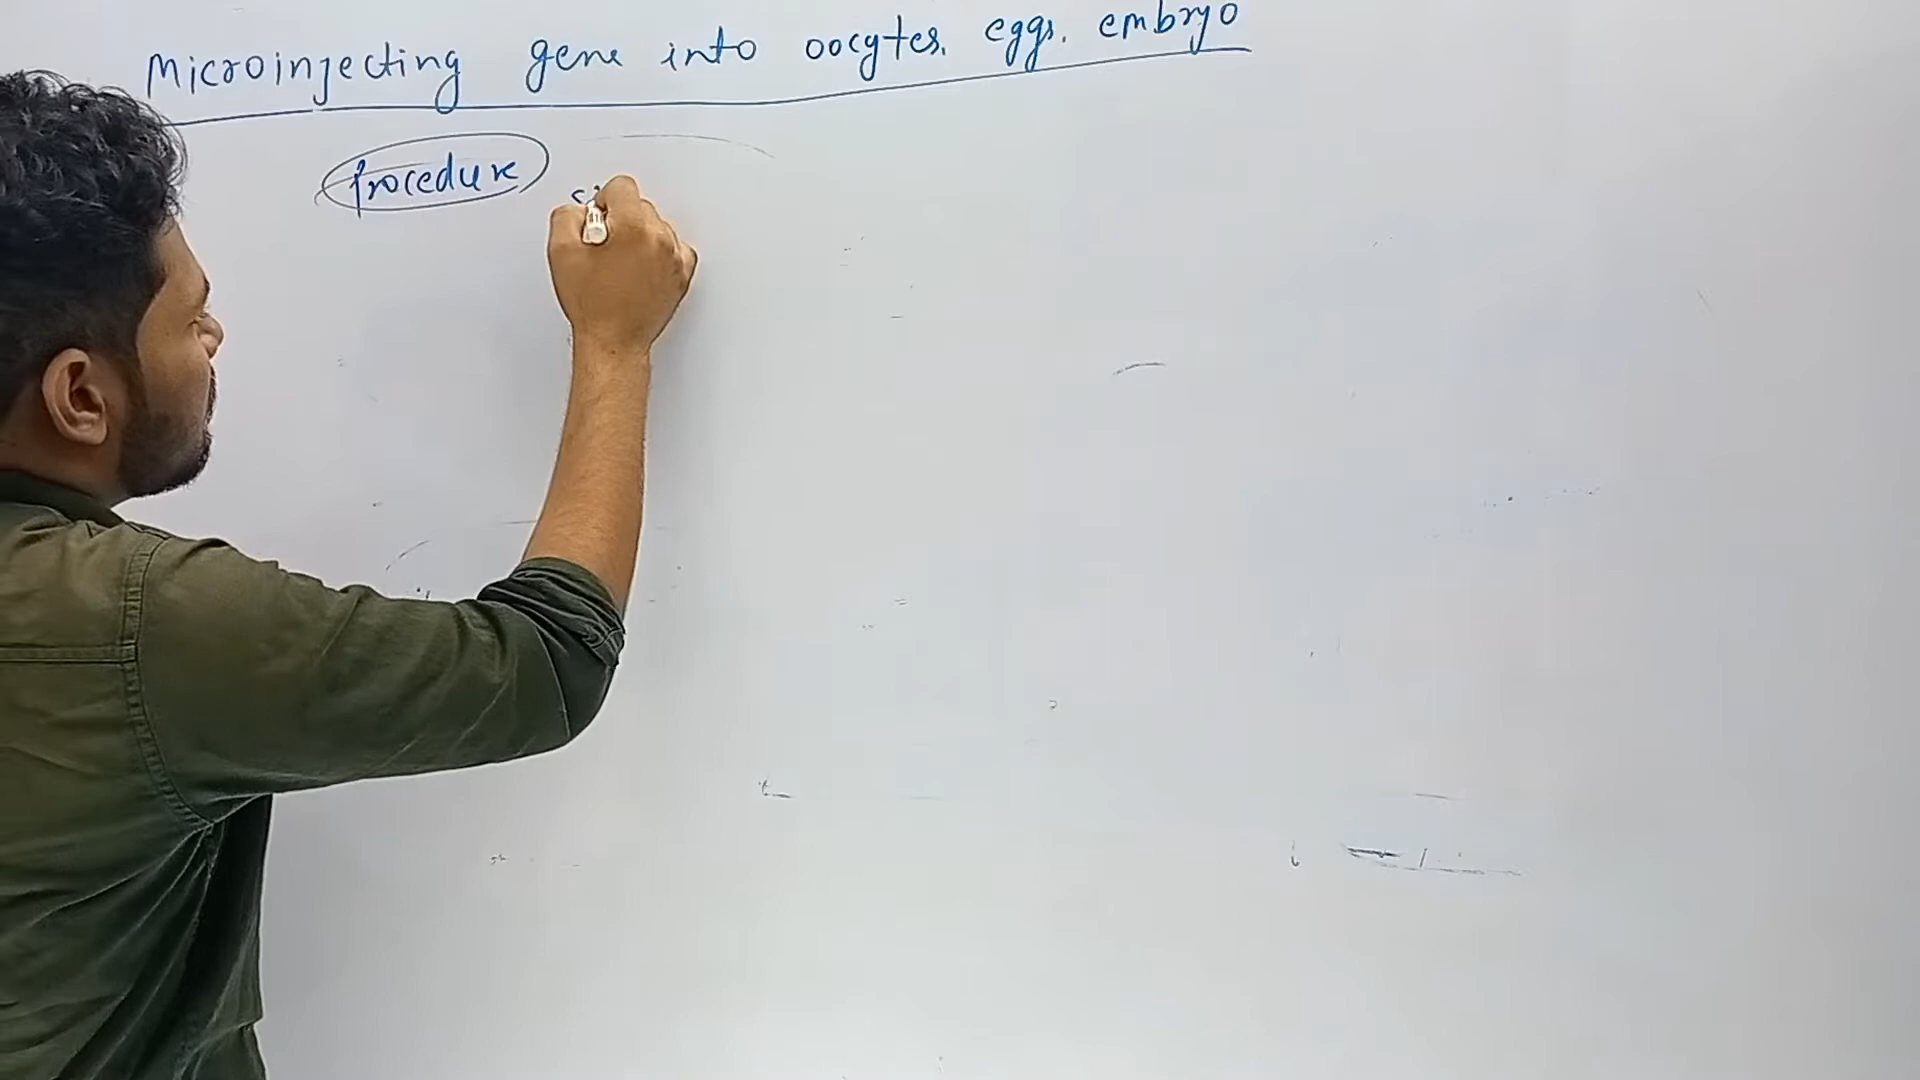 Microinjecting gene into oocytes, eggs, embryo
Procedure